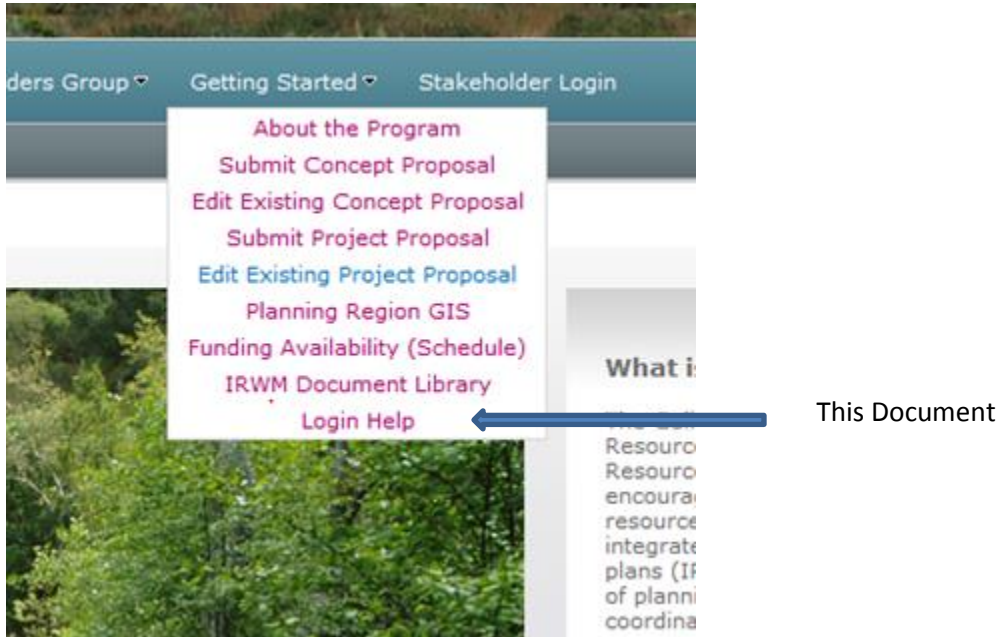 ders Group Getting Started Stakeholder Login
About the Program
Submit Concept Proposal
Edit Existing Concept Proposal
Submit Project Proposal
Edit Existing Project Proposal
Planning Region GIS
Funding Availability (Schedule)
IRWM Document Library
Login Help
This Document
What is
The
Resourc
Resourc
encoura
resource
integrate
plans (I
of planni
coordina